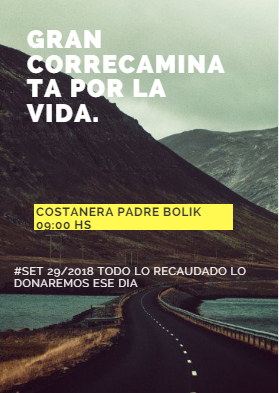 GRAN
CORRECAMINA
TA POR LA
VIDA.
COSTANERA PADRE BOLIK
09:00 HS
#SET 29/2018 TODO LO RECAUDADO LO
DONAREMOS ESE DIA